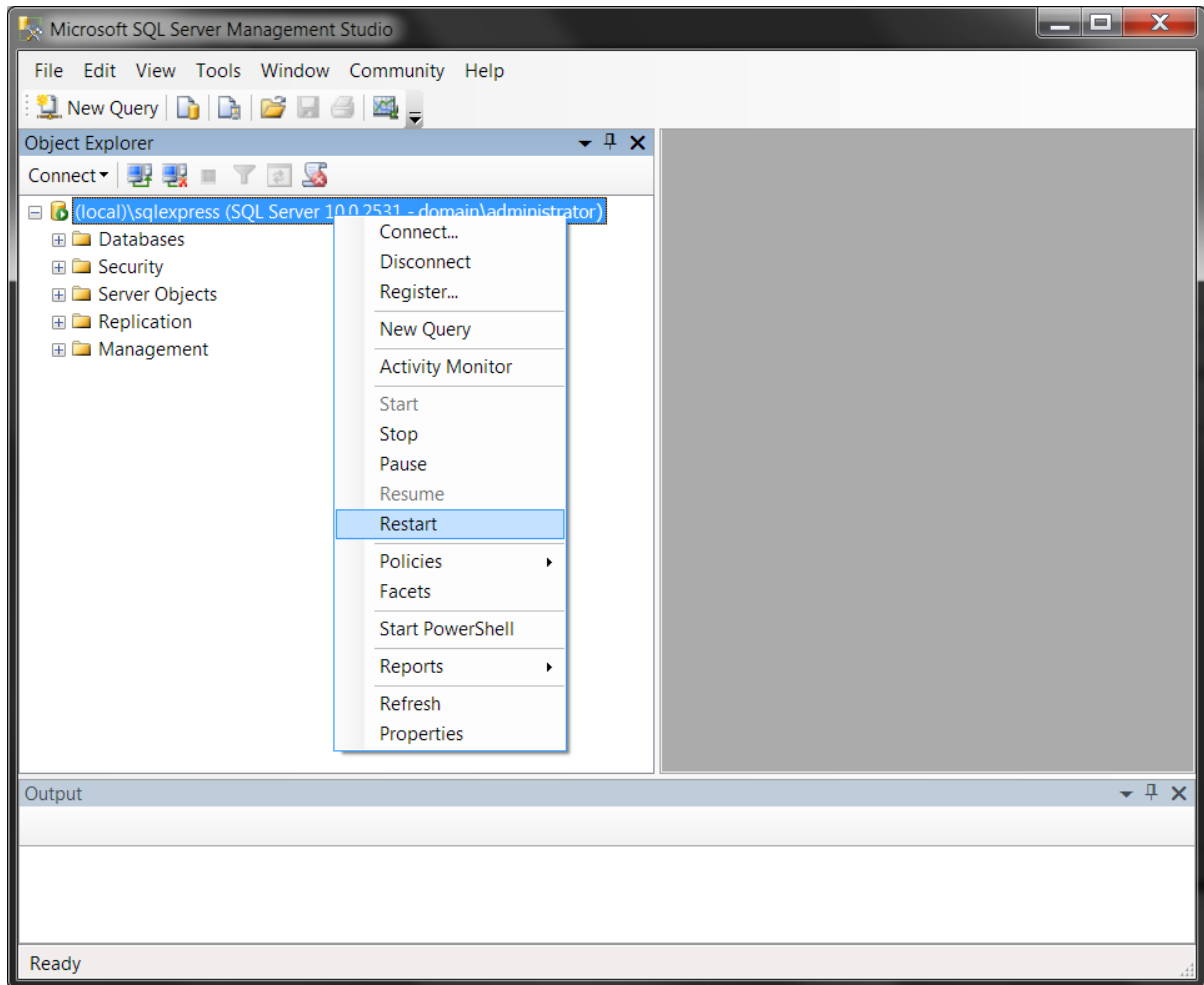 Microsoft SQL Server Management Studio
File Edit View Tools Window Community Help
New Query
Object Explorer
Connect
(local)\sqlexpress (SQL Server 10.0.2531 - domain\administrator)
Databases
Security
Server Objects
Replication
Management
Connect...
Disconnect
Register...
New Query
Activity Monitor
Start
Stop
Pause
Resume
Restart
Policies
Facets
Start PowerShell
Reports
Refresh
Properties
Output
Ready